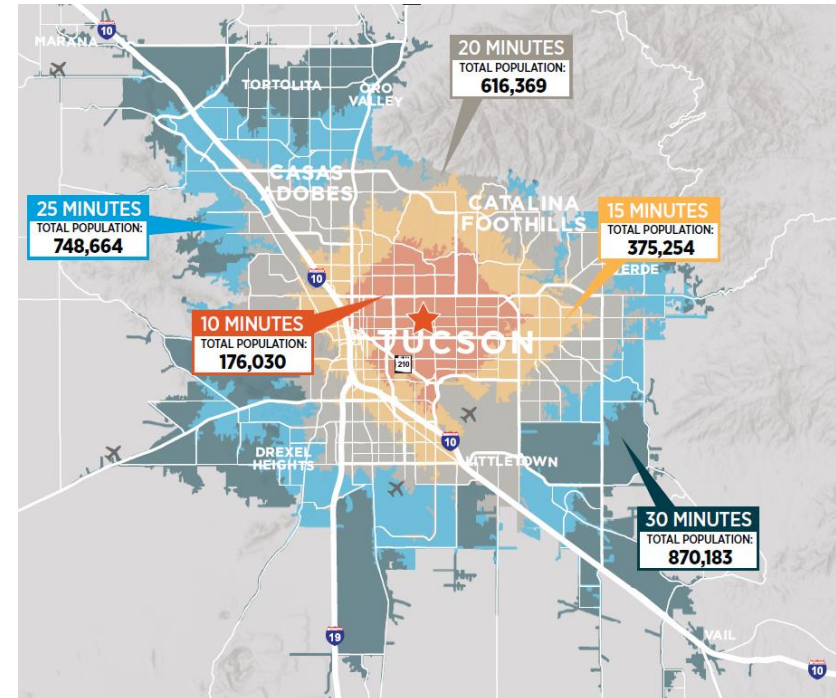 10
MARANA
TORTOLITA
ORO
VALLEY
20 MINUTES
TOTAL POPULATION:
616,369
CASAS
ADOBES
CATALINA
FOOTHILLS
25 MINUTES
TOTAL POPULATION:
748,664
15 MINUTES
TOTAL POPULATION:
375,254
ERDE
10
10 MINUTES
TOTAL POPULATION:
176,030
TUCSON
210
10
DREXEL
HEIGHTS
LITTLETOWN
30 MINUTES
TOTAL POPULATION:
870,183
19
VAIL
10